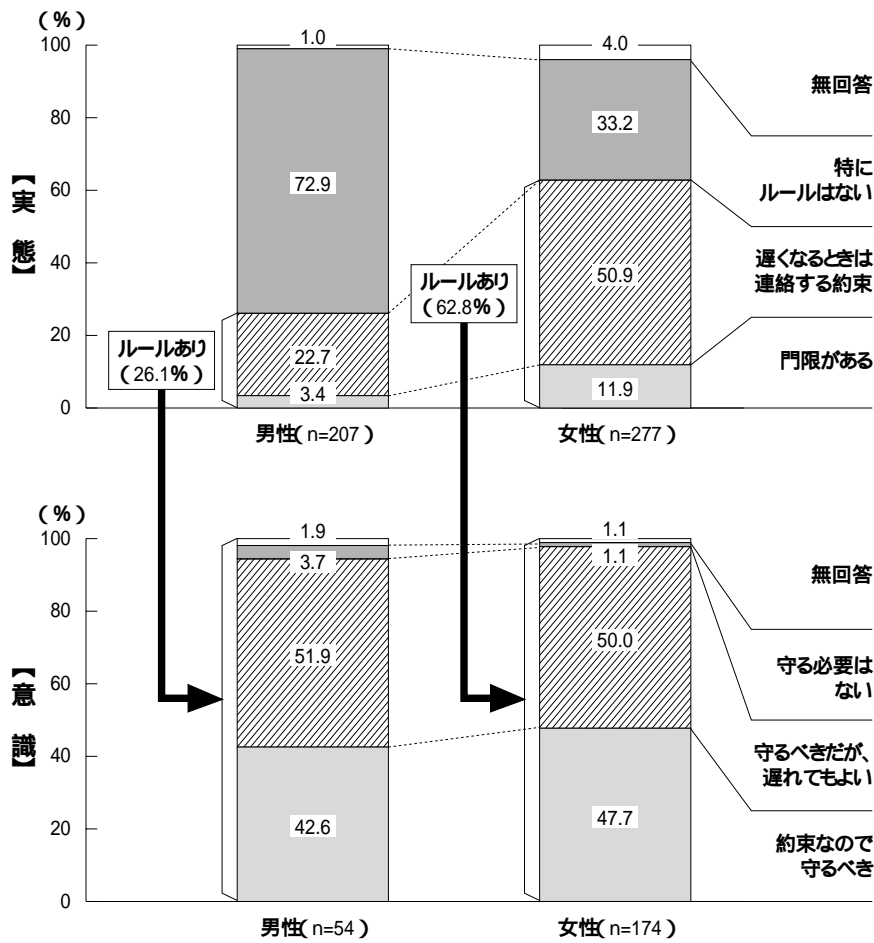 (%)
100
80
60
40
20
0
【実態】
1.0
72.9
22.7
3.4
4.0
33.2
50.9
11.9
ルールあり
(26.1%)
ルールあり
(62.8%)
無回答
特に
ルールはない
遅くなるときは
連絡する約束
門限がある
男性(n=207)
女性(n=277)
(%)
100
80
60
40
20
0
【意識】
1.9
3.7
51.9
42.6
1.1
1.1
50.0
47.7
無回答
守る必要は
ない
守るべきだが、
遅れてもよい
約束なので
守るべき
男性(n=54)
女性(n=174)